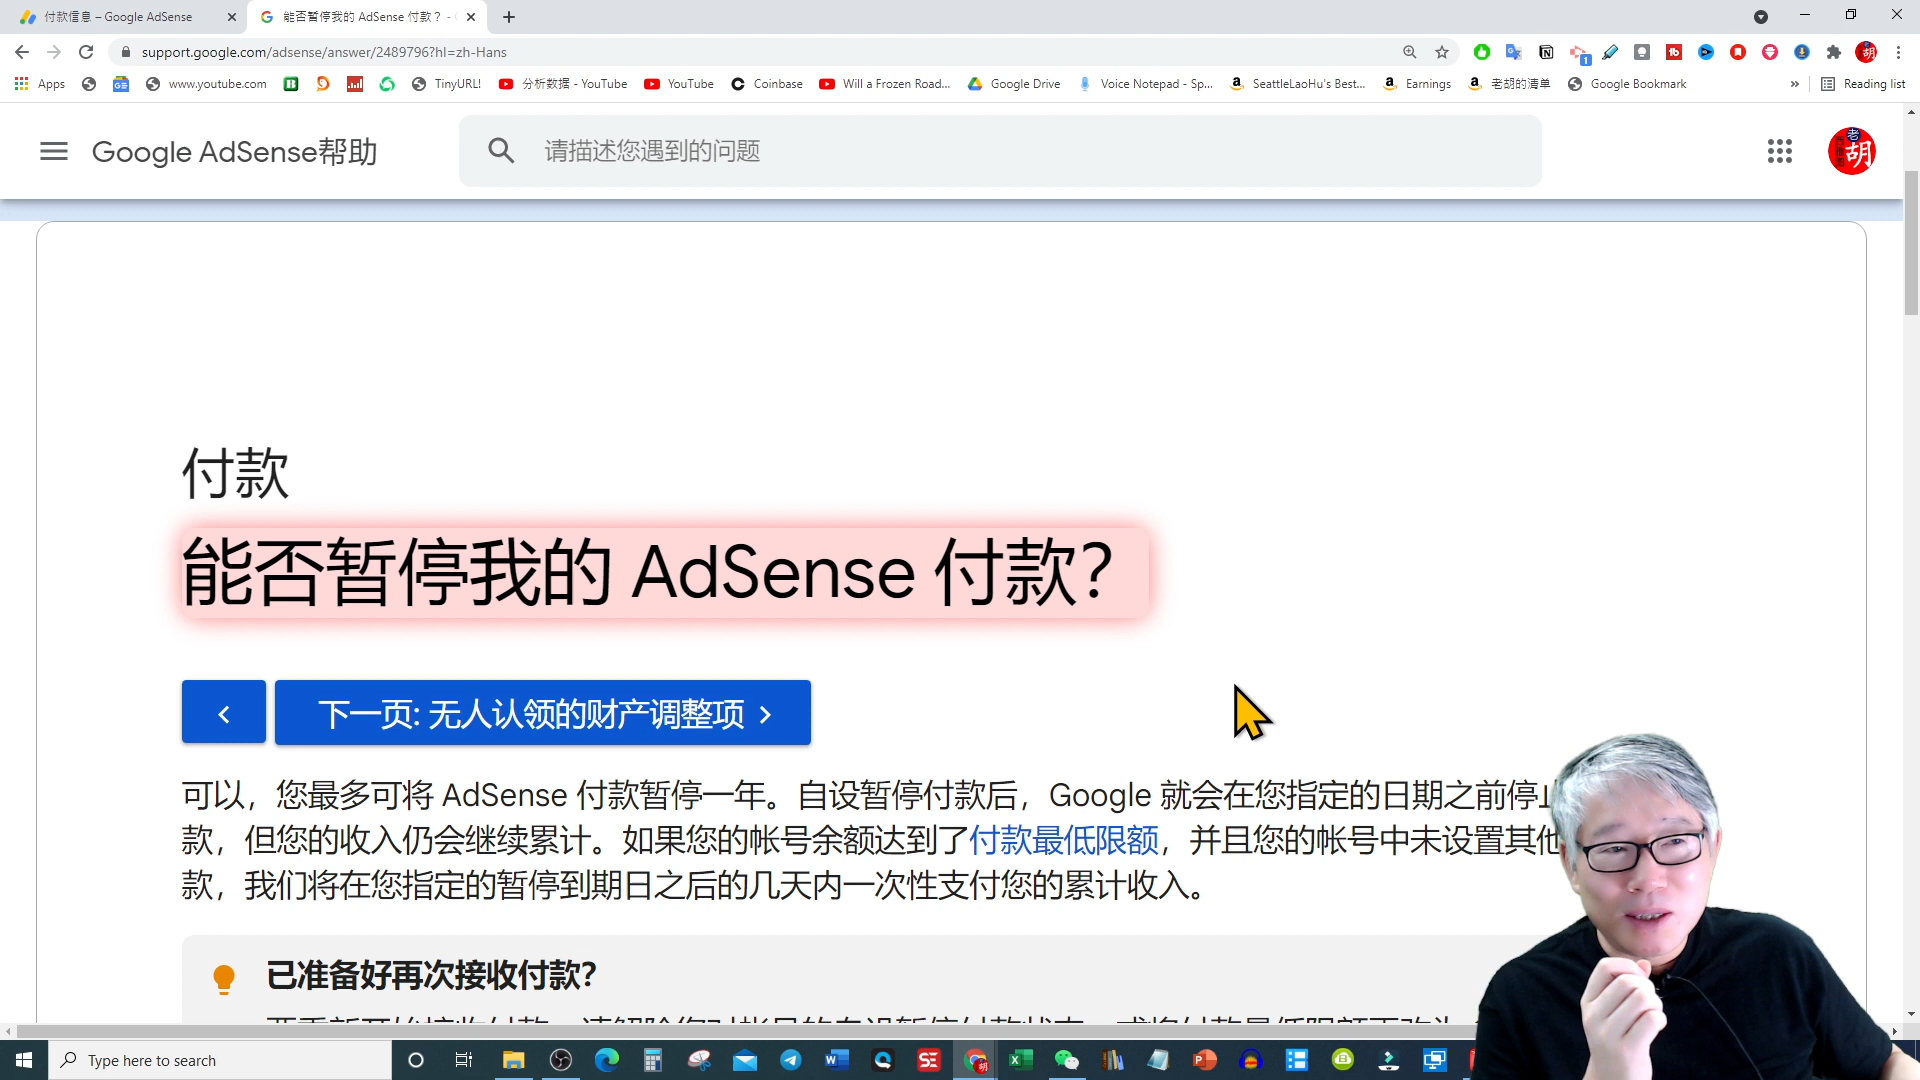 付款信息 – Google AdSense
能否暂停我的 AdSense 付款？ -
support.google.com/adsense/answer/2489796?hl=zh-Hans
Apps
www.youtube.com
TinyURL!
分析数据 - YouTube
YouTube
Coinbase
Will a Frozen Road...
Google Drive
Voice Notepad - Sp...
SeattleLaoHu's Best...
Earnings
老胡的清单
Google Bookmark
»
Reading list
Google AdSense帮助
请描述您遇到的问题
付款
能否暂停我的 AdSense 付款？
下一页: 无人认领的财产调整项
可以，您最多可将 AdSense 付款暂停一年。自设暂停付款后，Google 就会在您指定的日期之前停
款，但您的收入仍会继续累计。如果您的帐号余额达到了付款最低限额，并且您的帐号中未设置其他
款，我们将在您指定的暂停到期日之后的几天内一次性支付您的累计收入。
已准备好再次接收付款？
Type here to search